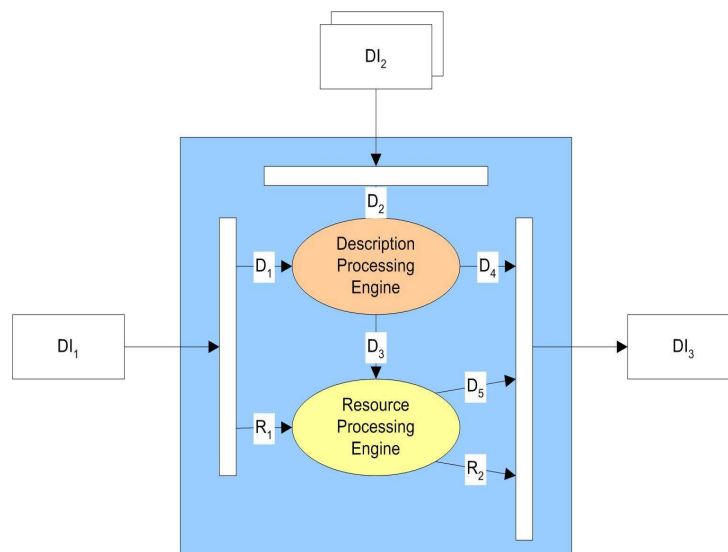 DI₂
D₂
Description
Processing
Engine
D₁
D₄
D₃
DI₁
DI₃
Resource
Processing
Engine
D₅
R₁
R₂